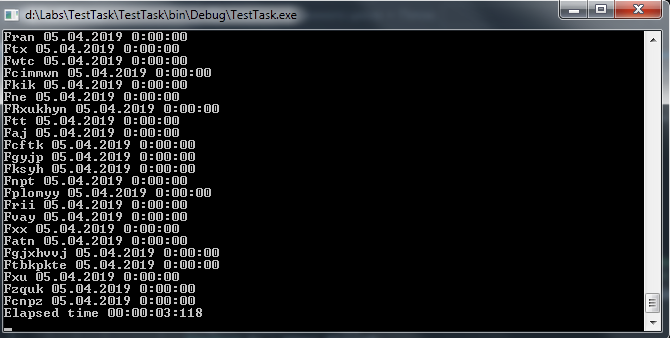 d:\Labs\TestTask\TestTask\bin\Debug\TestTask.exe
Fran 05.04.2019 0:00:00
Ftx 05.04.2019 0:00:00
Fwtc 05.04.2019 0:00:00
Fcimmwn 05.04.2019 0:00:00
Fkik 05.04.2019 0:00:00
Fne 05.04.2019 0:00:00
FRxukhyn 05.04.2019 0:00:00
Ftt 05.04.2019 0:00:00
Faj 05.04.2019 0:00:00
Fcftk 05.04.2019 0:00:00
Fgyjp 05.04.2019 0:00:00
Fksyh 05.04.2019 0:00:00
Fnpt 05.04.2019 0:00:00
Fplomyy 05.04.2019 0:00:00
Frii 05.04.2019 0:00:00
Fvay 05.04.2019 0:00:00
Fxx 05.04.2019 0:00:00
Fatn 05.04.2019 0:00:00
Fgjxhvvj 05.04.2019 0:00:00
Ftbkpkte 05.04.2019 0:00:00
Fxu 05.04.2019 0:00:00
Fzquk 05.04.2019 0:00:00
Fcnpz 05.04.2019 0:00:00
Elapsed time 00:00:03:118